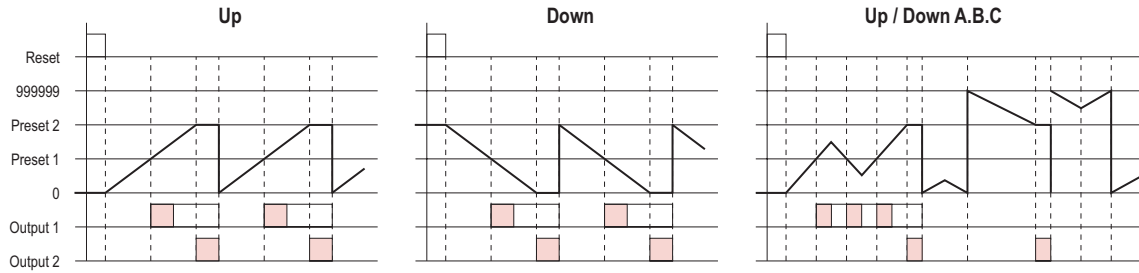 Up
Down
Up / Down A.B.C
Reset
999999
Preset 2
Preset 1
0
Output 1
Output 2